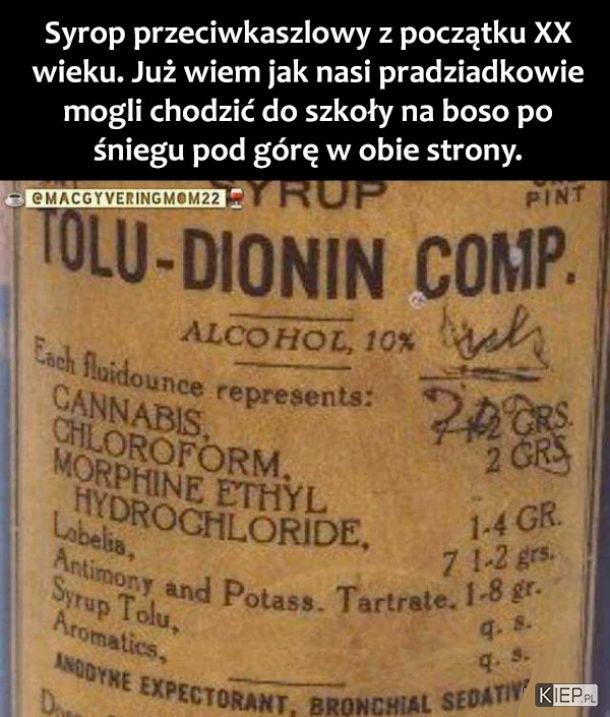 Syrop przeciwkaszlowy z początku XX
wieku. Już wiem jak nasi pradziadkowie
mogli chodzić do szkoły na boso po
śniegu pod górę w obie strony.
@MACGYVERINGMOM22
SYRUP
PINT
TOLU-DIONIN COMP.
ALCOHOL, 10%
Each fluidounce represents:
CANNABIS, GRS.
CHLOROFORM, 2 GRS
MORPHINE ETHYL
HYDROCHLORIDE, 1-4 GR.
Lobelia, 7 1-2 grs.
Antimony and Potass. Tartrate, 1-8 gr.
Syrup Tolu, q. s.
Aromatics, q. s.
ANODYNE EXPECTORANT, BRONCHIAL SEDATIV
KIEP.PL